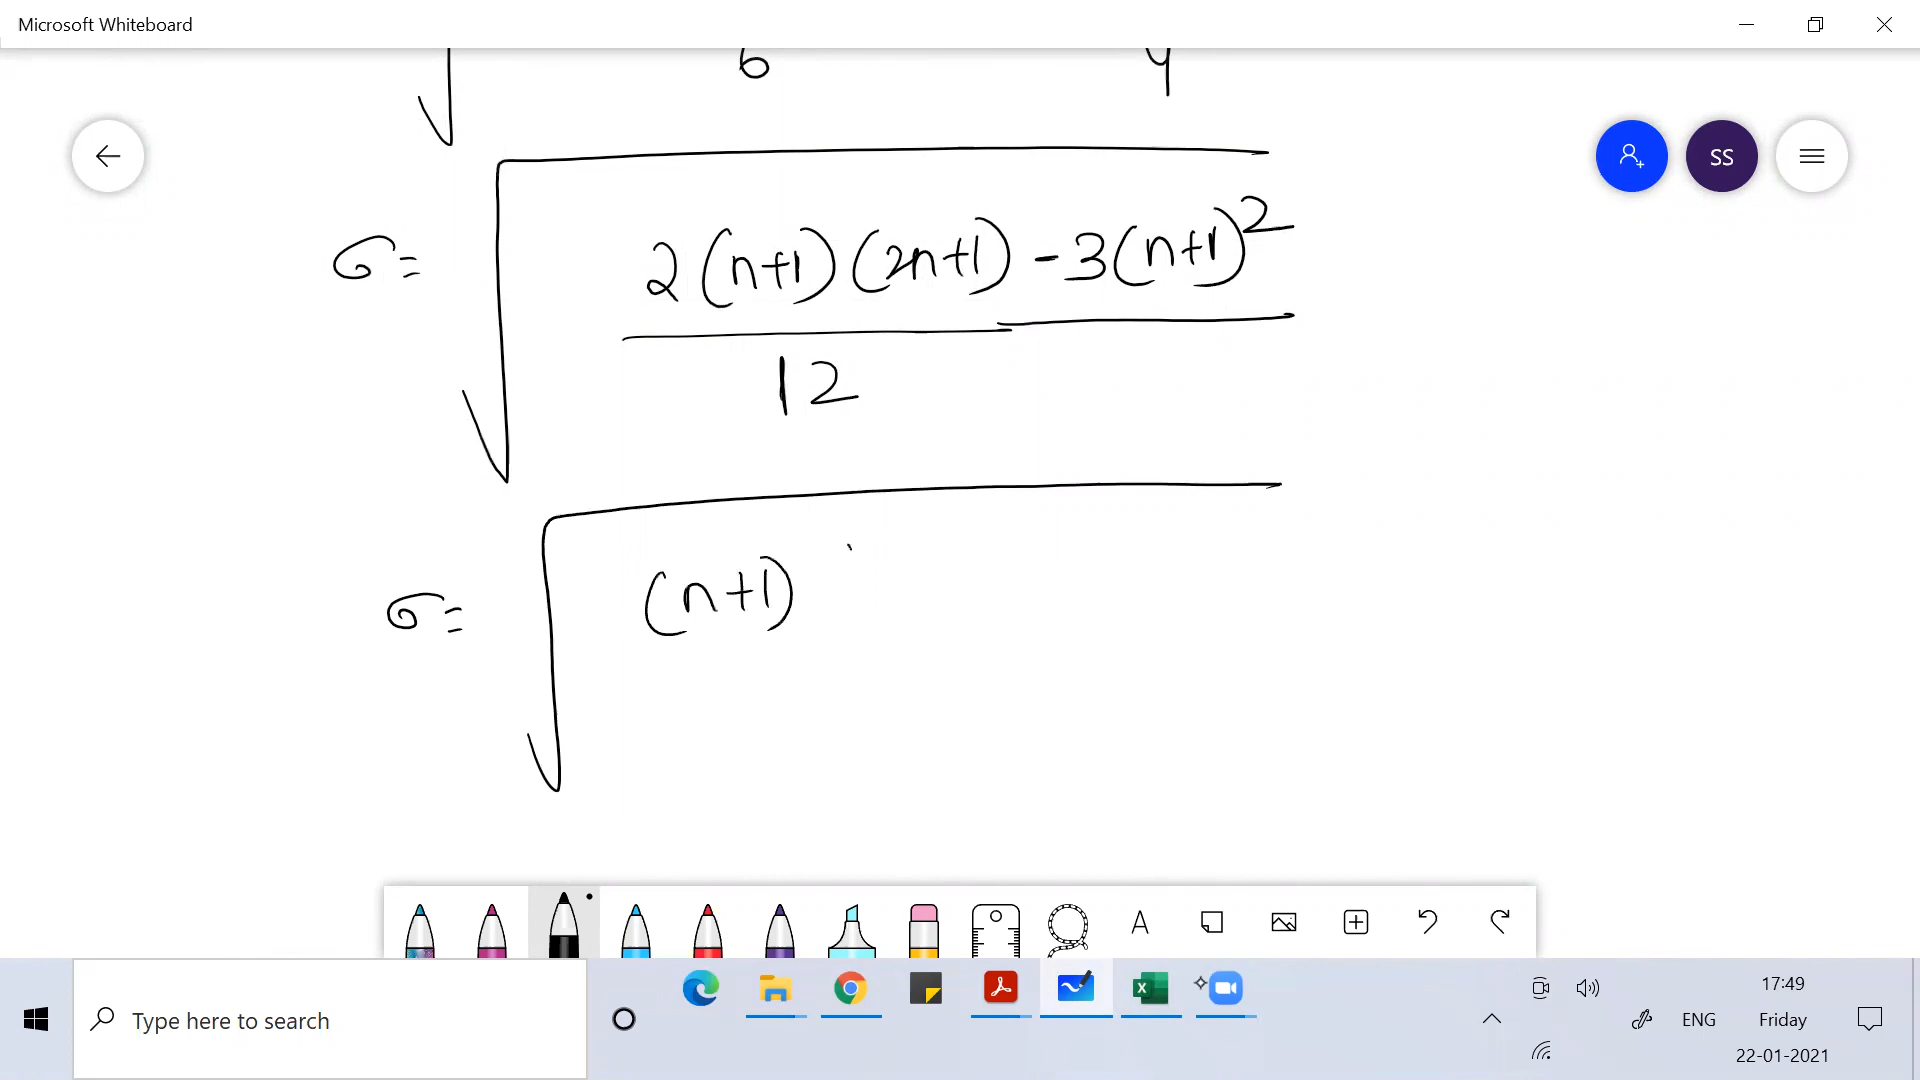 Microsoft Whiteboard
6 4
SS
σ = √ 2(n+1)(2n+1) - 3(n+1)²
12
σ = √ (n+1)
A
Type here to search
17:49
ENG Friday
22-01-2021